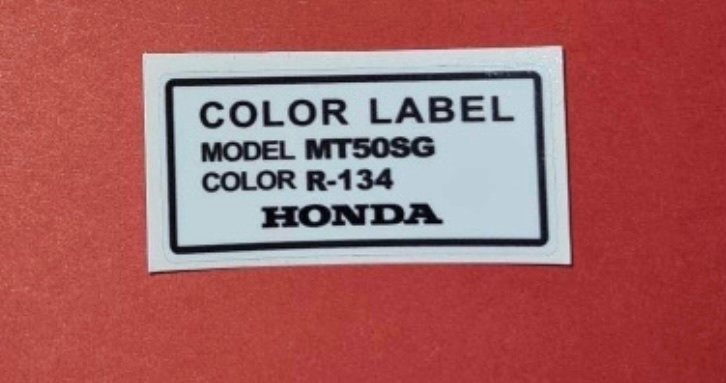 COLOR LABEL
MODEL MT50SG
COLOR R-134
HONDA